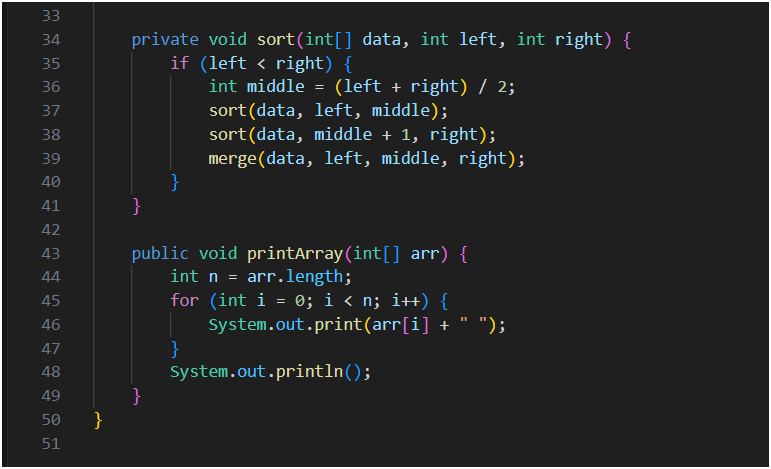 33
34 private void sort(int[] data, int left, int right) {
35 if (left < right) {
36 int middle = (left + right) / 2;
37 sort(data, left, middle);
38 sort(data, middle + 1, right);
39 merge(data, left, middle, right);
40 }
41 }
42
43 public void printArray(int[] arr) {
44 int n = arr.length;
45 for (int i = 0; i < n; i++) {
46 System.out.print(arr[i] + " ");
47 }
48 System.out.println();
49 }
50 }
51